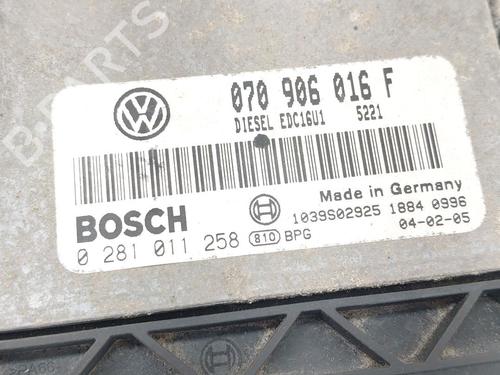 B-PARTS
070 906 016 F
DIESEL EDC16U1 5221
Made in Germany
BOSCH
1039S02925 1884 0996
0 281 011 258 810 BPG
04-02-05